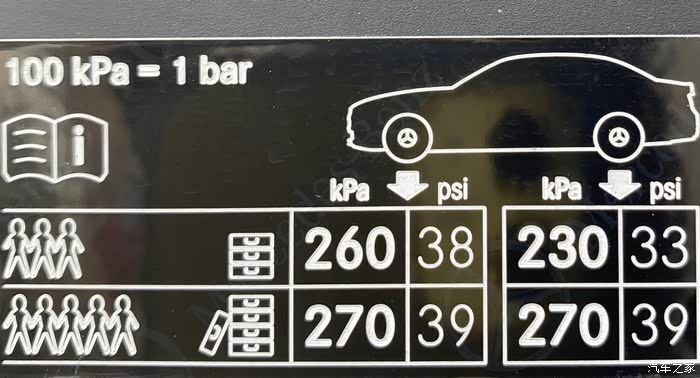 100 kPa = 1 bar
i
kPa psi kPa psi
260 38 230 33
270 39 270 39
汽车之家